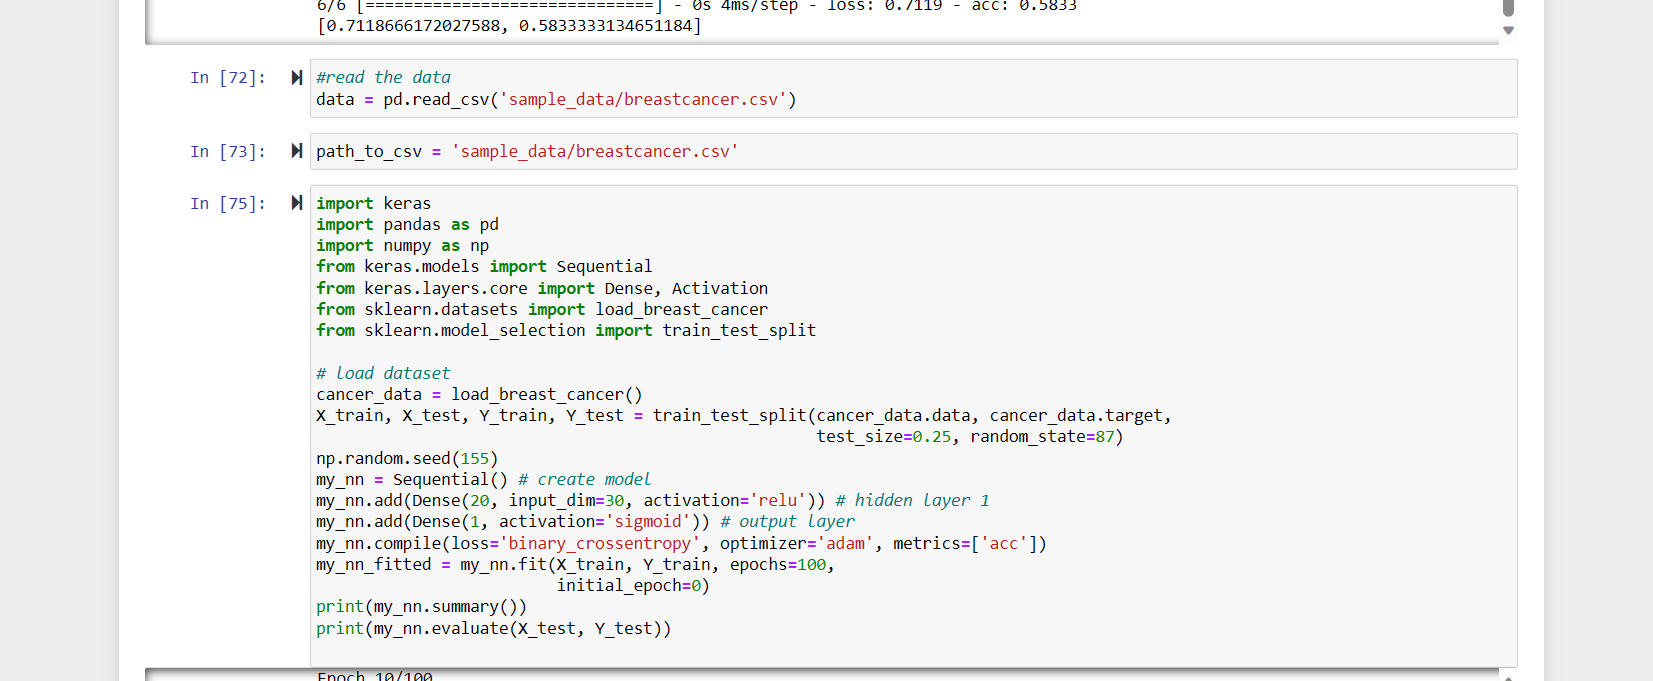 6/6 [==============================] - 0s 4ms/step - loss: 0.7119 - acc: 0.5833
[0.7118666172027588, 0.5833333134651184]
In [72]:
#read the data
data = pd.read_csv('sample_data/breastcancer.csv')
In [73]:
path_to_csv = 'sample_data/breastcancer.csv'
In [75]:
import keras
import pandas as pd
import numpy as np
from keras.models import Sequential
from keras.layers.core import Dense, Activation
from sklearn.datasets import load_breast_cancer
from sklearn.model_selection import train_test_split
# load dataset
cancer_data = load_breast_cancer()
X_train, X_test, Y_train, Y_test = train_test_split(cancer_data.data, cancer_data.target,
test_size=0.25, random_state=87)
np.random.seed(155)
my_nn = Sequential() # create model
my_nn.add(Dense(20, input_dim=30, activation='relu')) # hidden layer 1
my_nn.add(Dense(1, activation='sigmoid')) # output layer
my_nn.compile(loss='binary_crossentropy', optimizer='adam', metrics=['acc'])
my_nn_fitted = my_nn.fit(X_train, Y_train, epochs=100,
initial_epoch=0)
print(my_nn.summary())
print(my_nn.evaluate(X_test, Y_test))
Epoch 10/100